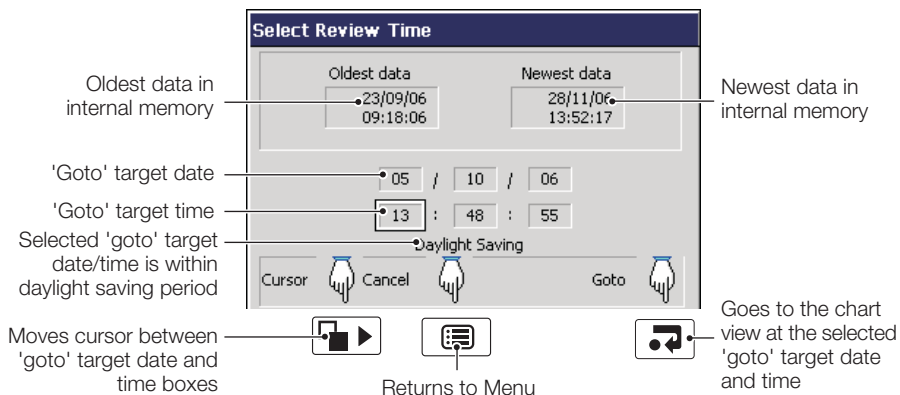 Select Review Time
Oldest data
Newest data
23/09/06
09:18:06
28/11/06
13:52:17
Oldest data in
internal memory
Newest data in
internal memory
'Goto' target date
05 / 10 / 06
'Goto' target time
13 : 48 : 55
Selected 'goto' target
date/time is within
daylight saving period
Daylight Saving
Cursor
Cancel
Goto
Moves cursor between
'goto' target date and
time boxes
Returns to Menu
Goes to the chart
view at the selected
'goto' target date
and time